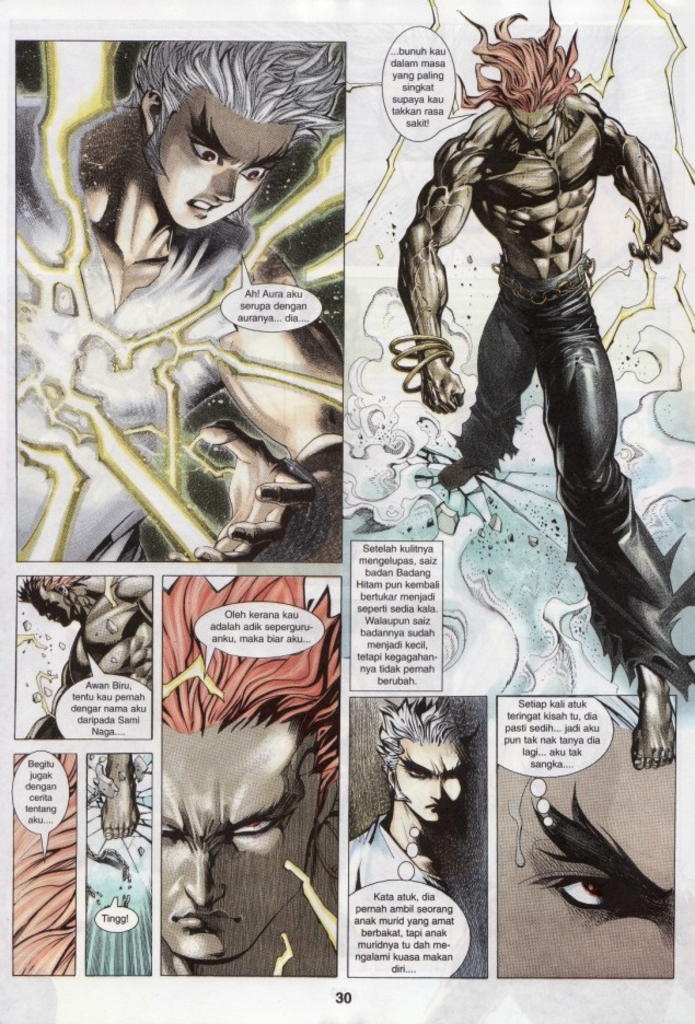 ...bunuh kau
dalam masa
yang paling
singkat
supaya kau
takkan rasa
sakit!
Ah! Aura aku
serupa dengan
auranya... dia....
Setelah kulitnya
mengelupas, saiz
badan Badang
Hitam pun kembali
bertukar menjadi
seperti sedia kala.
Walaupun saiz
badannya sudah
menjadi kecil,
tetapi kegagahan-
nya tidak pernah
berubah.
Awan Biru,
tentu kau pernah
dengar nama aku
daripada Sami
Naga....
Oleh kerana kau
adalah adik seperguru-
anku, maka biar aku...
Begitu
jugak
dengan
cerita
tentang
aku....
Tingg!
Kata atuk, dia
pernah ambil seorang
anak murid yang amat
berbakat, tapi anak
muridnya tu dah me-
ngalami kuasa makan
diri....
Setiap kali atuk
teringat kisah tu, dia
pasti sedih... jadi aku
pun tak nak tanya dia
lagi... aku tak
sangka....
30